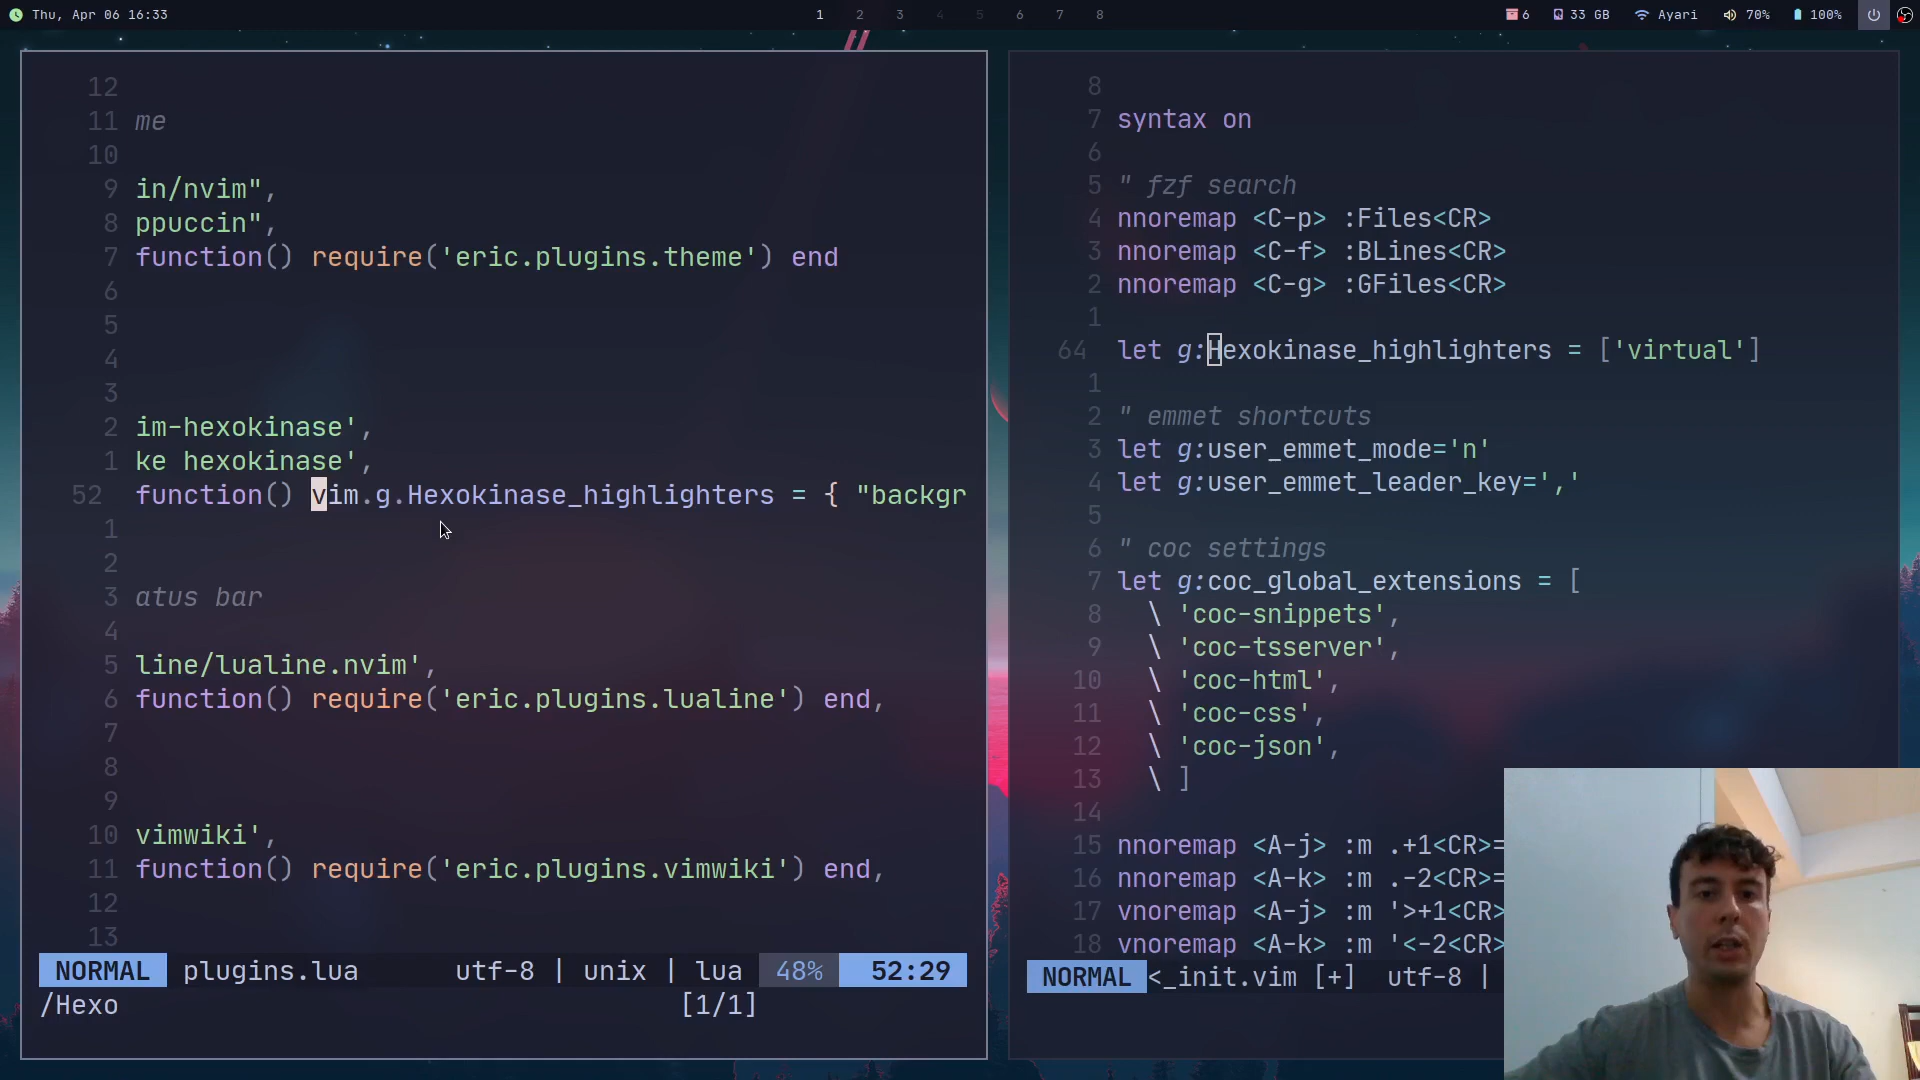 Thu, Apr 06 16:33
1 2 3 4 5 6 7 8
6 33 GB Ayari 70% 100%
12
11 me
10
9 in/nvim",
8 ppuccin",
7 function() require('eric.plugins.theme') end
6
5
4
3
2 im-hexokinase',
1 ke hexokinase',
52 function() vim.g.Hexokinase_highlighters = { "backgr
1
2
3 atus bar
4
5 line/lualine.nvim',
6 function() require('eric.plugins.lualine') end,
7
8
9
10 vimwiki',
11 function() require('eric.plugins.vimwiki') end,
12
13
NORMAL plugins.lua utf-8 | unix | lua 48% 52:29
/Hexo [1/1]
8
7 syntax on
6
5 " fzf search
4 nnoremap <C-p> :Files<CR>
3 nnoremap <C-f> :BLines<CR>
2 nnoremap <C-g> :GFiles<CR>
1
64 let g:Hexokinase_highlighters = ['virtual']
1
2 " emmet shortcuts
3 let g:user_emmet_mode='n'
4 let g:user_emmet_leader_key=','
5
6 " coc settings
7 let g:coc_global_extensions = [
8 \ 'coc-snippets',
9 \ 'coc-tsserver',
10 \ 'coc-html',
11 \ 'coc-css',
12 \ 'coc-json',
13 \ ]
14
15 nnoremap <A-j> :m .+1<CR>=
16 nnoremap <A-k> :m .-2<CR>=
17 vnoremap <A-j> :m '>+1<CR>
18 vnoremap <A-k> :m '<-2<CR>
NORMAL <_init.vim [+] utf-8 |